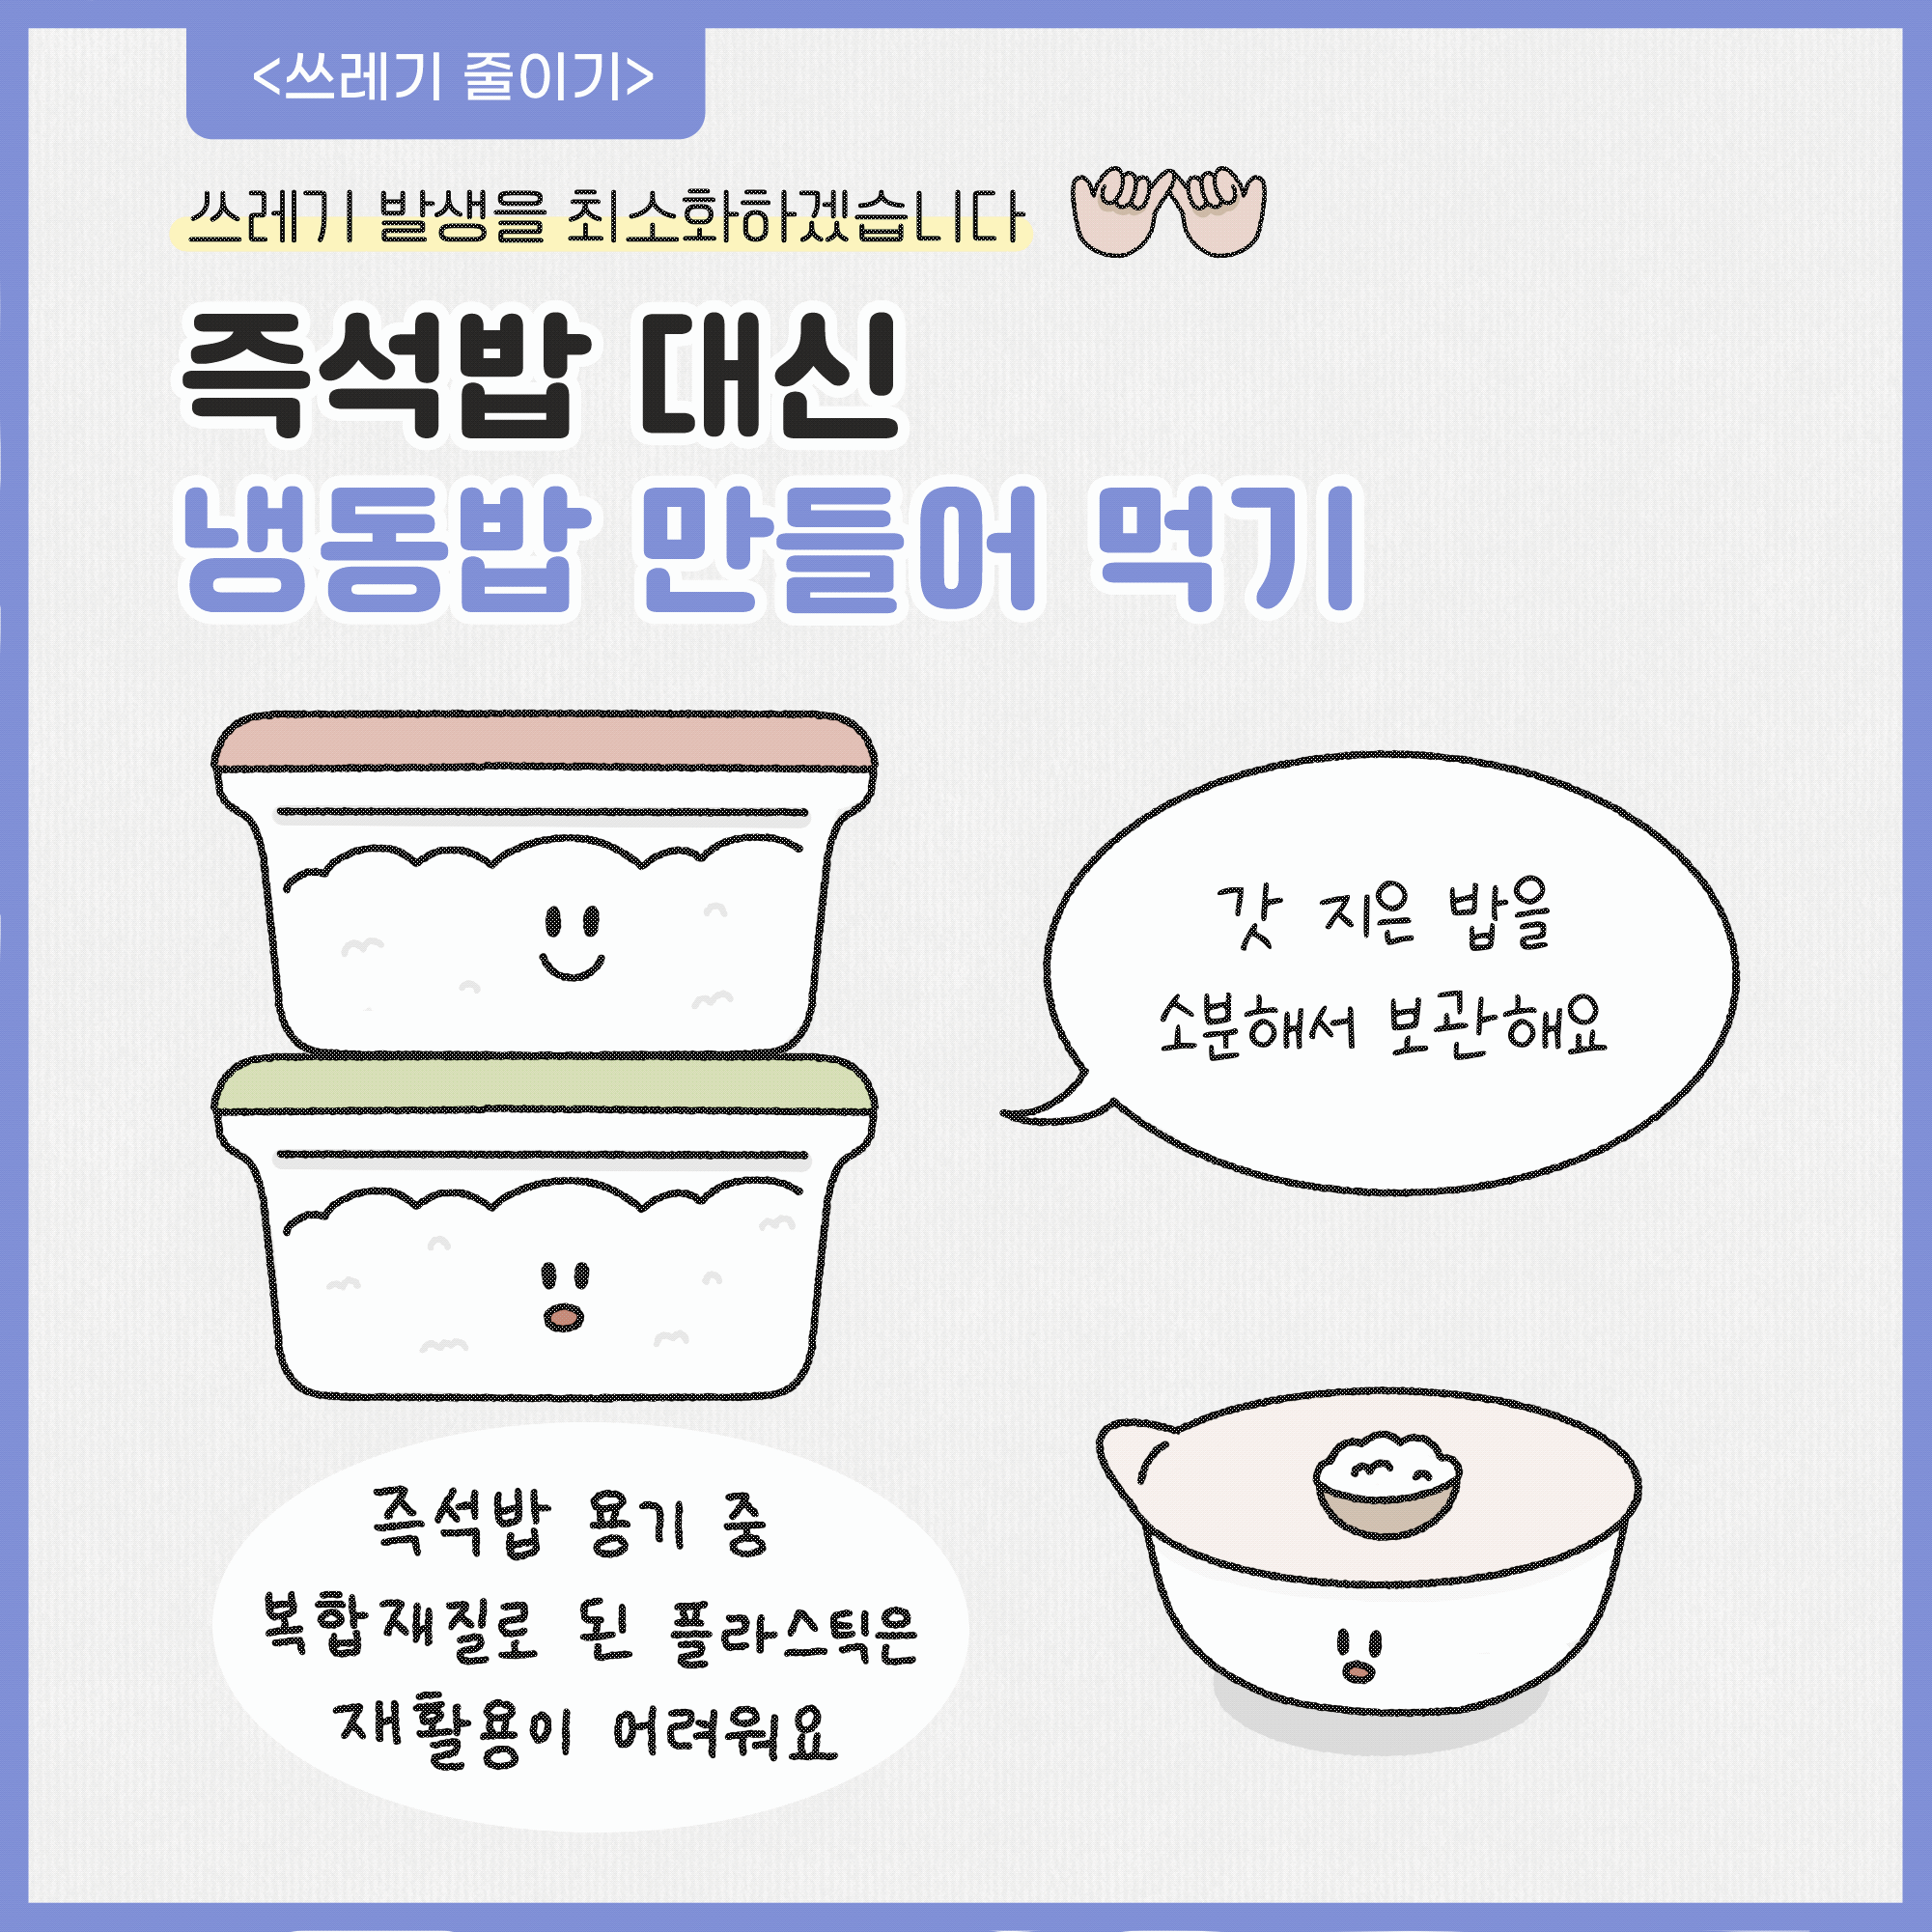 <쓰레기 줄이기>
쓰레기 발생을 최소화하겠습니다
즉석밥 대신
냉동밥 만들어 먹기
갓 지은 밥을
소분해서 보관해요
즉석밥 용기 중
복합재질로 된 플라스틱은
재활용이 어려워요